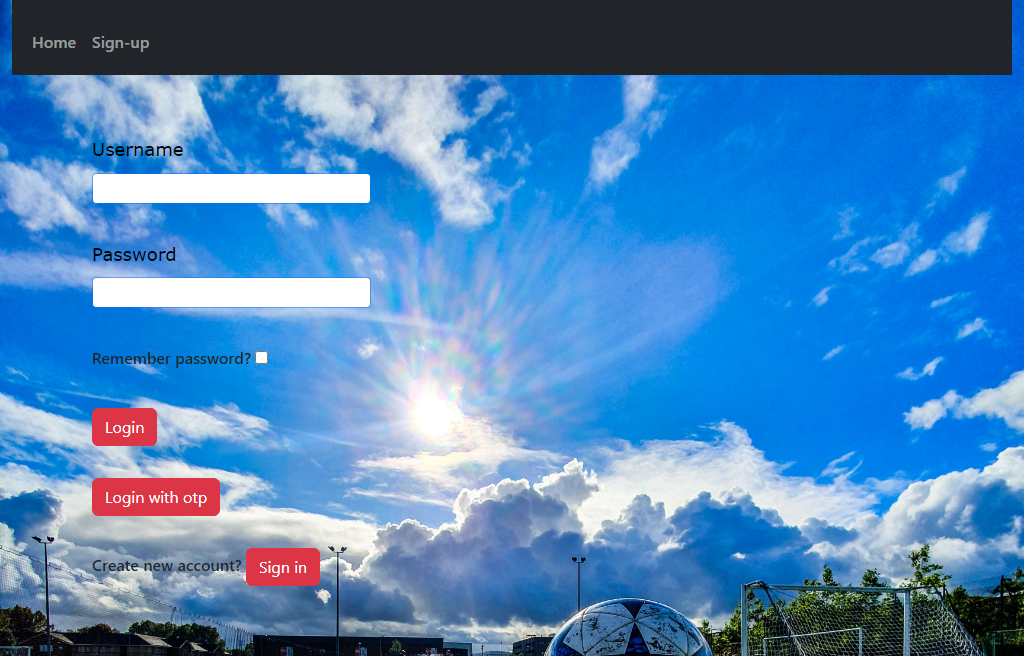 Home Sign-up
Username
Password
Remember password?
Login
Login with otp
Create new account? Sign in